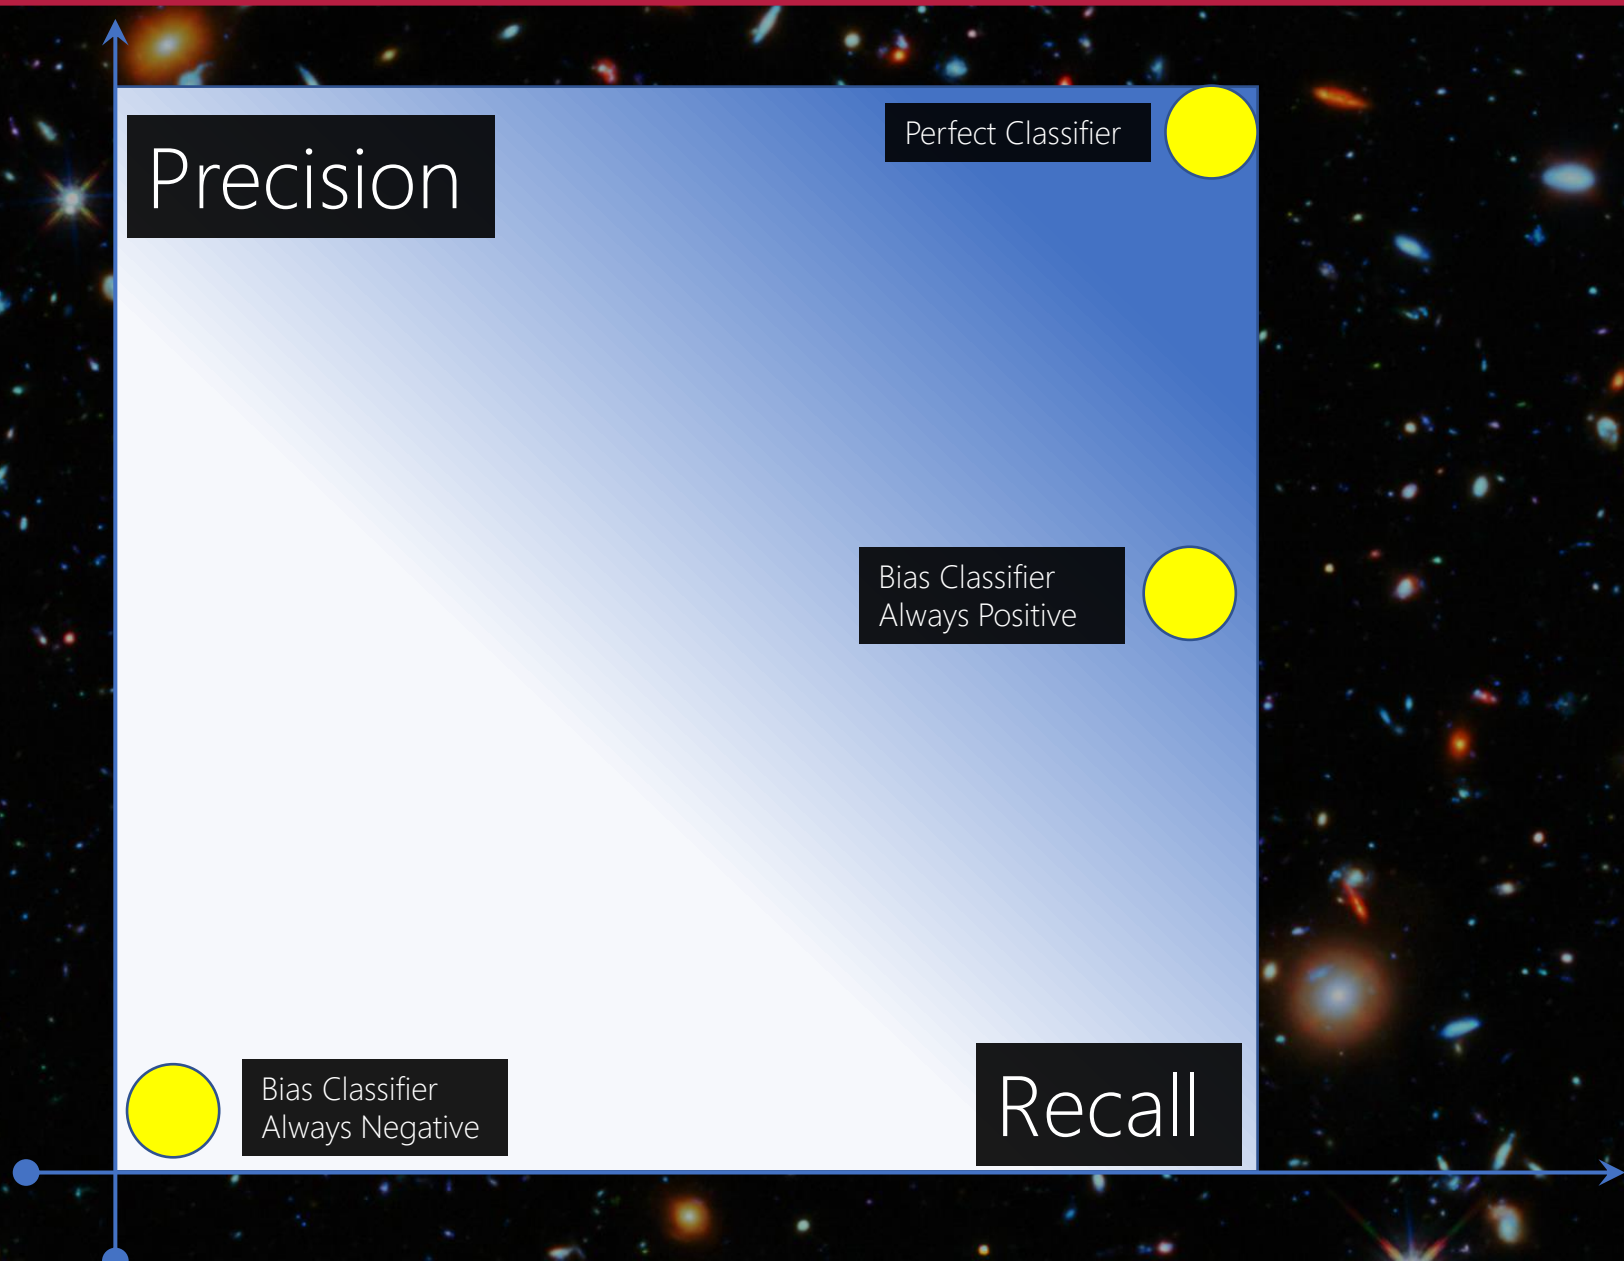 Precision
Perfect Classifier
Bias Classifier
Always Positive
Bias Classifier
Always Negative
Recall